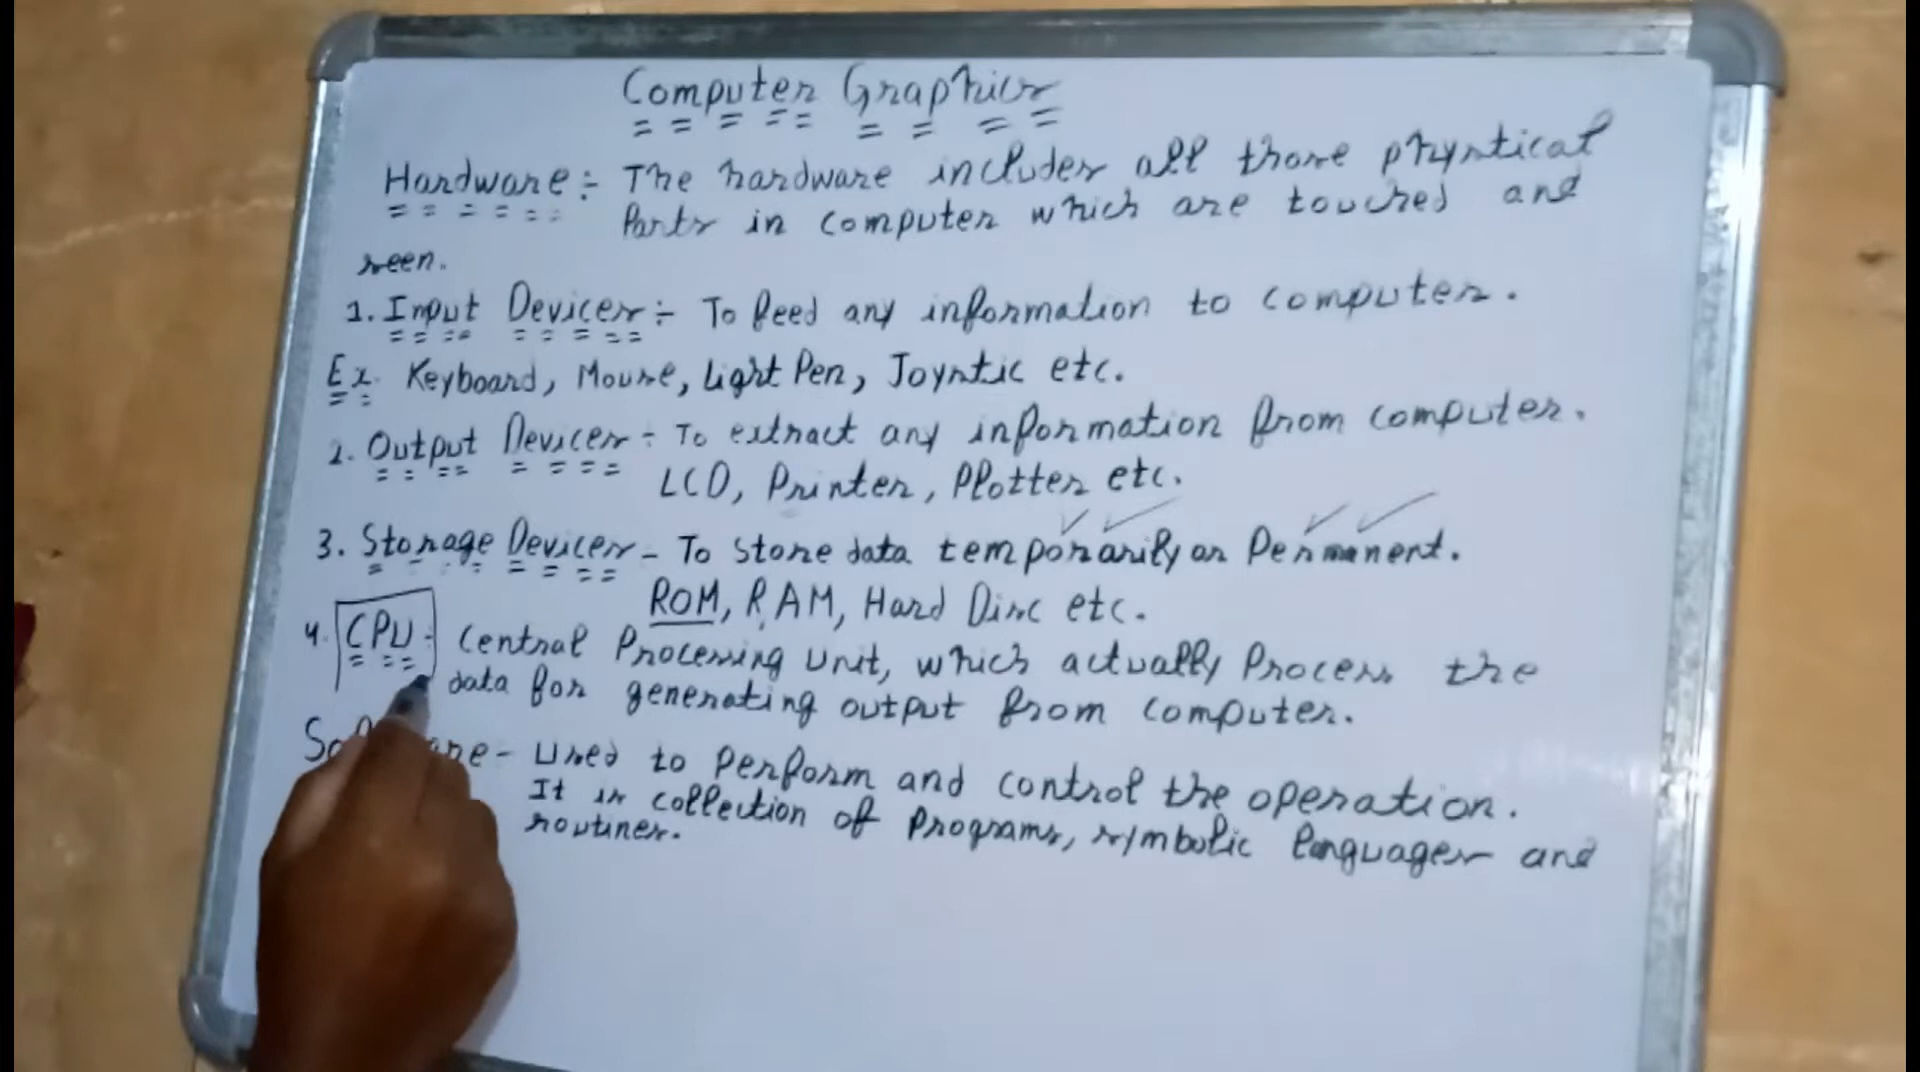 Computer Graphics
Hardware:- The hardware includes all those phystical
Parts in computer which are touched and
seen.
1. Input Devices:- To feed any information to computer.
Ex. Keyboard, Mouse, Light Pen, Joystic etc.
2. Output Devices:- To extract any information from computer.
LCD, Printer, Plotter etc.
3. Storage Devices - To store data temporarily or Permanent.
ROM, RAM, Hard Disc etc.
4. CPU:- Central Processing Unit, which actually Process the
data for generating output from computer.
- Used to perform and control the operation.
It is collection of Programs, symbolic languages and
routines.